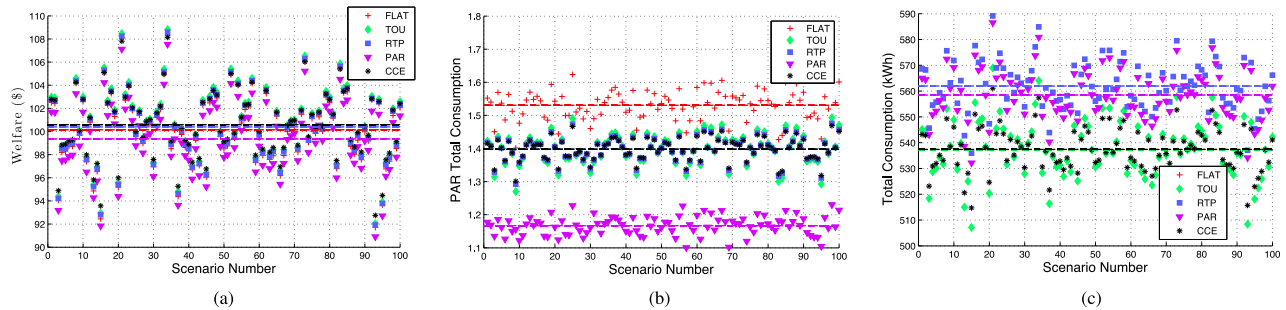 110
108
106
104
102
100
98
96
94
92
90
Welfare ($)
0 10 20 30 40 50 60 70 80 90 100
Scenario Number
FLAT
TOU
RTP
PAR
CCE
(a)
1.8
1.7
1.6
1.5
1.4
1.3
1.2
1.1
PAR Total Consumption
0 10 20 30 40 50 60 70 80 90 100
Scenario Number
FLAT
TOU
RTP
PAR
CCE
(b)
590
580
570
560
550
540
530
520
510
500
Total Consumption (kWh)
0 10 20 30 40 50 60 70 80 90 100
Scenario Number
FLAT
TOU
RTP
PAR
CCE
(c)